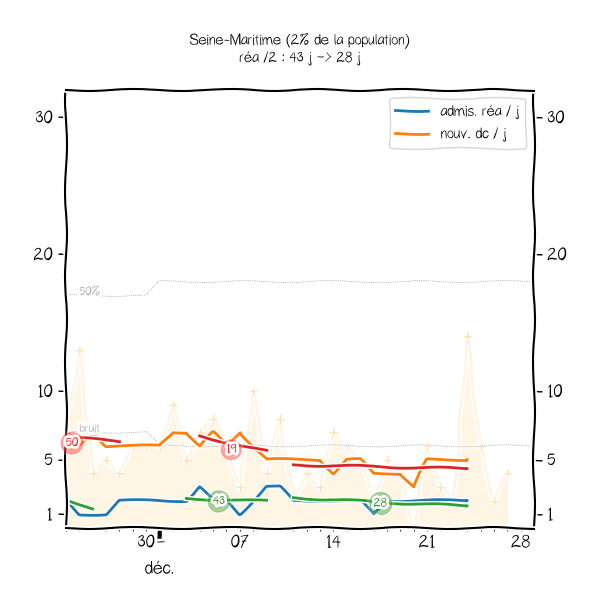 Seine-Maritime (2% de la population)
réa /2 : 43 j -> 28 j
admis. réa / j
nouv. dc / j
30 30
20 20
50%
10 10
bruit
50 19
5 5
43 28
1 1
30 07 14 21 28
déc.